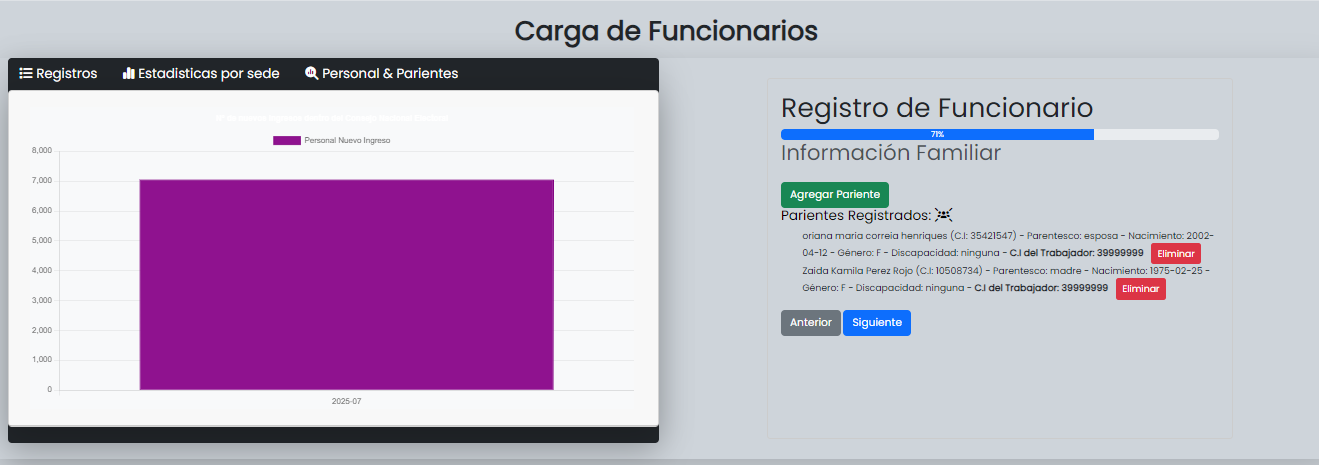 Carga de Funcionarios
Registros Estadisticas por sede Personal & Parientes
Personal Nuevo Ingreso
8,000
7,000
6,000
5,000
4,000
3,000
2,000
1,000
0
2025-07
Registro de Funcionario
71%
Información Familiar
Agregar Pariente
Parientes Registrados:
oriana maria correia henriques (C.I: 35421547) - Parentesco: esposa - Nacimiento: 2002-
04-12 - Género: F - Discapacidad: ninguna - C.I del Trabajador: 39999999 Eliminar
Zaida Kamila Perez Rojo (C.I: 10508734) - Parentesco: madre - Nacimiento: 1975-02-25 -
Género: F - Discapacidad: ninguna - C.I del Trabajador: 39999999 Eliminar
Anterior Siguiente